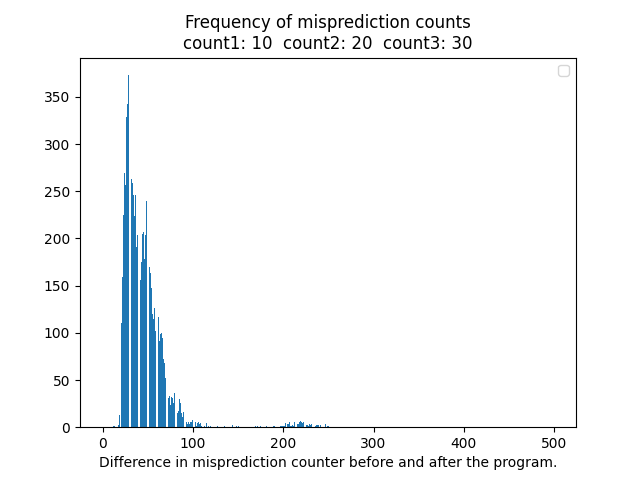 Frequency of misprediction counts
count1: 10  count2: 20  count3: 30
350
300
250
200
150
100
50
0
0 100 200 300 400 500
Difference in misprediction counter before and after the program.